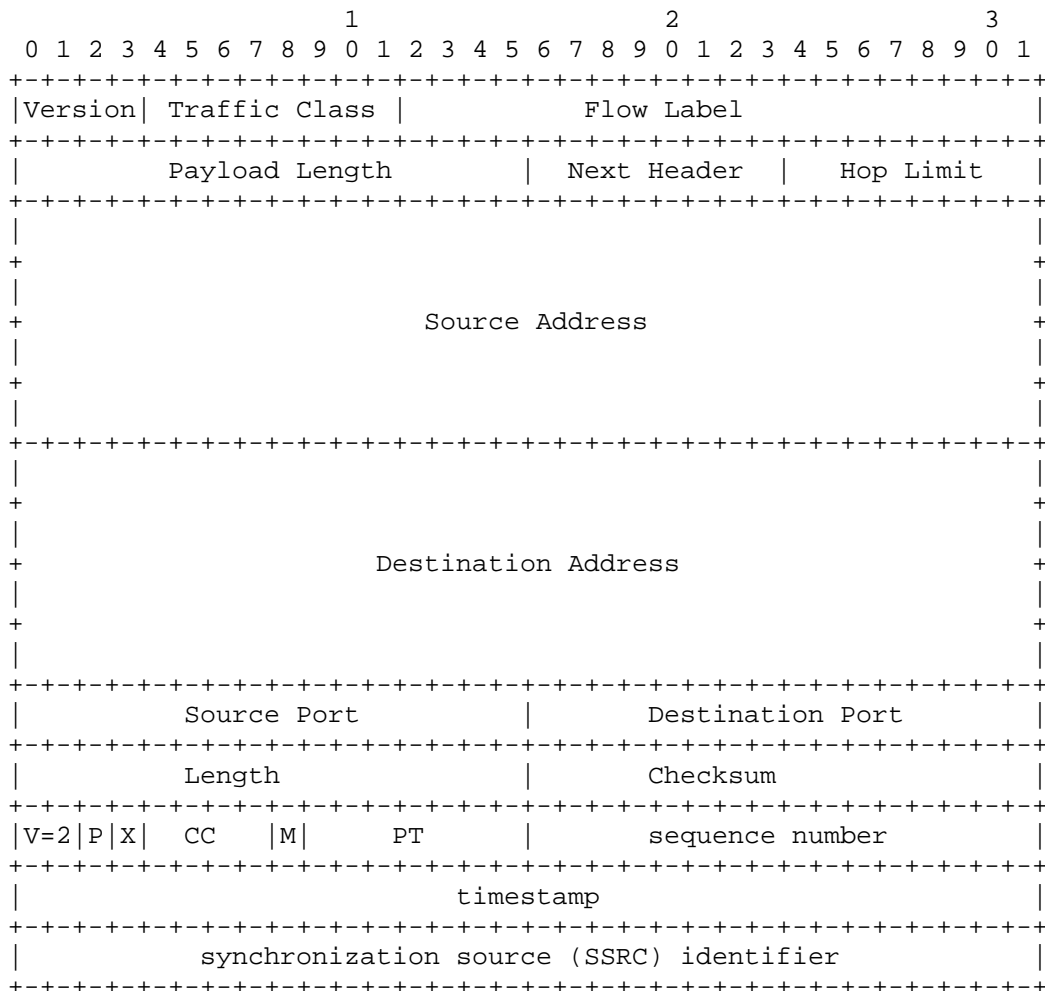 1                   2                   3
 0 1 2 3 4 5 6 7 8 9 0 1 2 3 4 5 6 7 8 9 0 1 2 3 4 5 6 7 8 9 0 1
+-+-+-+-+-+-+-+-+-+-+-+-+-+-+-+-+-+-+-+-+-+-+-+-+-+-+-+-+-+-+-+-+
|Version| Traffic Class |           Flow Label                  |
+-+-+-+-+-+-+-+-+-+-+-+-+-+-+-+-+-+-+-+-+-+-+-+-+-+-+-+-+-+-+-+-+
|         Payload Length        |  Next Header  |   Hop Limit   |
+-+-+-+-+-+-+-+-+-+-+-+-+-+-+-+-+-+-+-+-+-+-+-+-+-+-+-+-+-+-+-+-+
|                                                               |
+                                                               +
|                                                               |
+                         Source Address                        +
|                                                               |
+                                                               +
|                                                               |
+-+-+-+-+-+-+-+-+-+-+-+-+-+-+-+-+-+-+-+-+-+-+-+-+-+-+-+-+-+-+-+-+
|                                                               |
+                                                               +
|                                                               |
+                      Destination Address                      +
|                                                               |
+                                                               +
|                                                               |
+-+-+-+-+-+-+-+-+-+-+-+-+-+-+-+-+-+-+-+-+-+-+-+-+-+-+-+-+-+-+-+-+
|          Source Port          |       Destination Port        |
+-+-+-+-+-+-+-+-+-+-+-+-+-+-+-+-+-+-+-+-+-+-+-+-+-+-+-+-+-+-+-+-+
|          Length               |       Checksum                |
+-+-+-+-+-+-+-+-+-+-+-+-+-+-+-+-+-+-+-+-+-+-+-+-+-+-+-+-+-+-+-+-+
|V=2|P|X|  CC   |M|     PT      |       sequence number         |
+-+-+-+-+-+-+-+-+-+-+-+-+-+-+-+-+-+-+-+-+-+-+-+-+-+-+-+-+-+-+-+-+
|                           timestamp                           |
+-+-+-+-+-+-+-+-+-+-+-+-+-+-+-+-+-+-+-+-+-+-+-+-+-+-+-+-+-+-+-+-+
|           synchronization source (SSRC) identifier            |
+-+-+-+-+-+-+-+-+-+-+-+-+-+-+-+-+-+-+-+-+-+-+-+-+-+-+-+-+-+-+-+-+